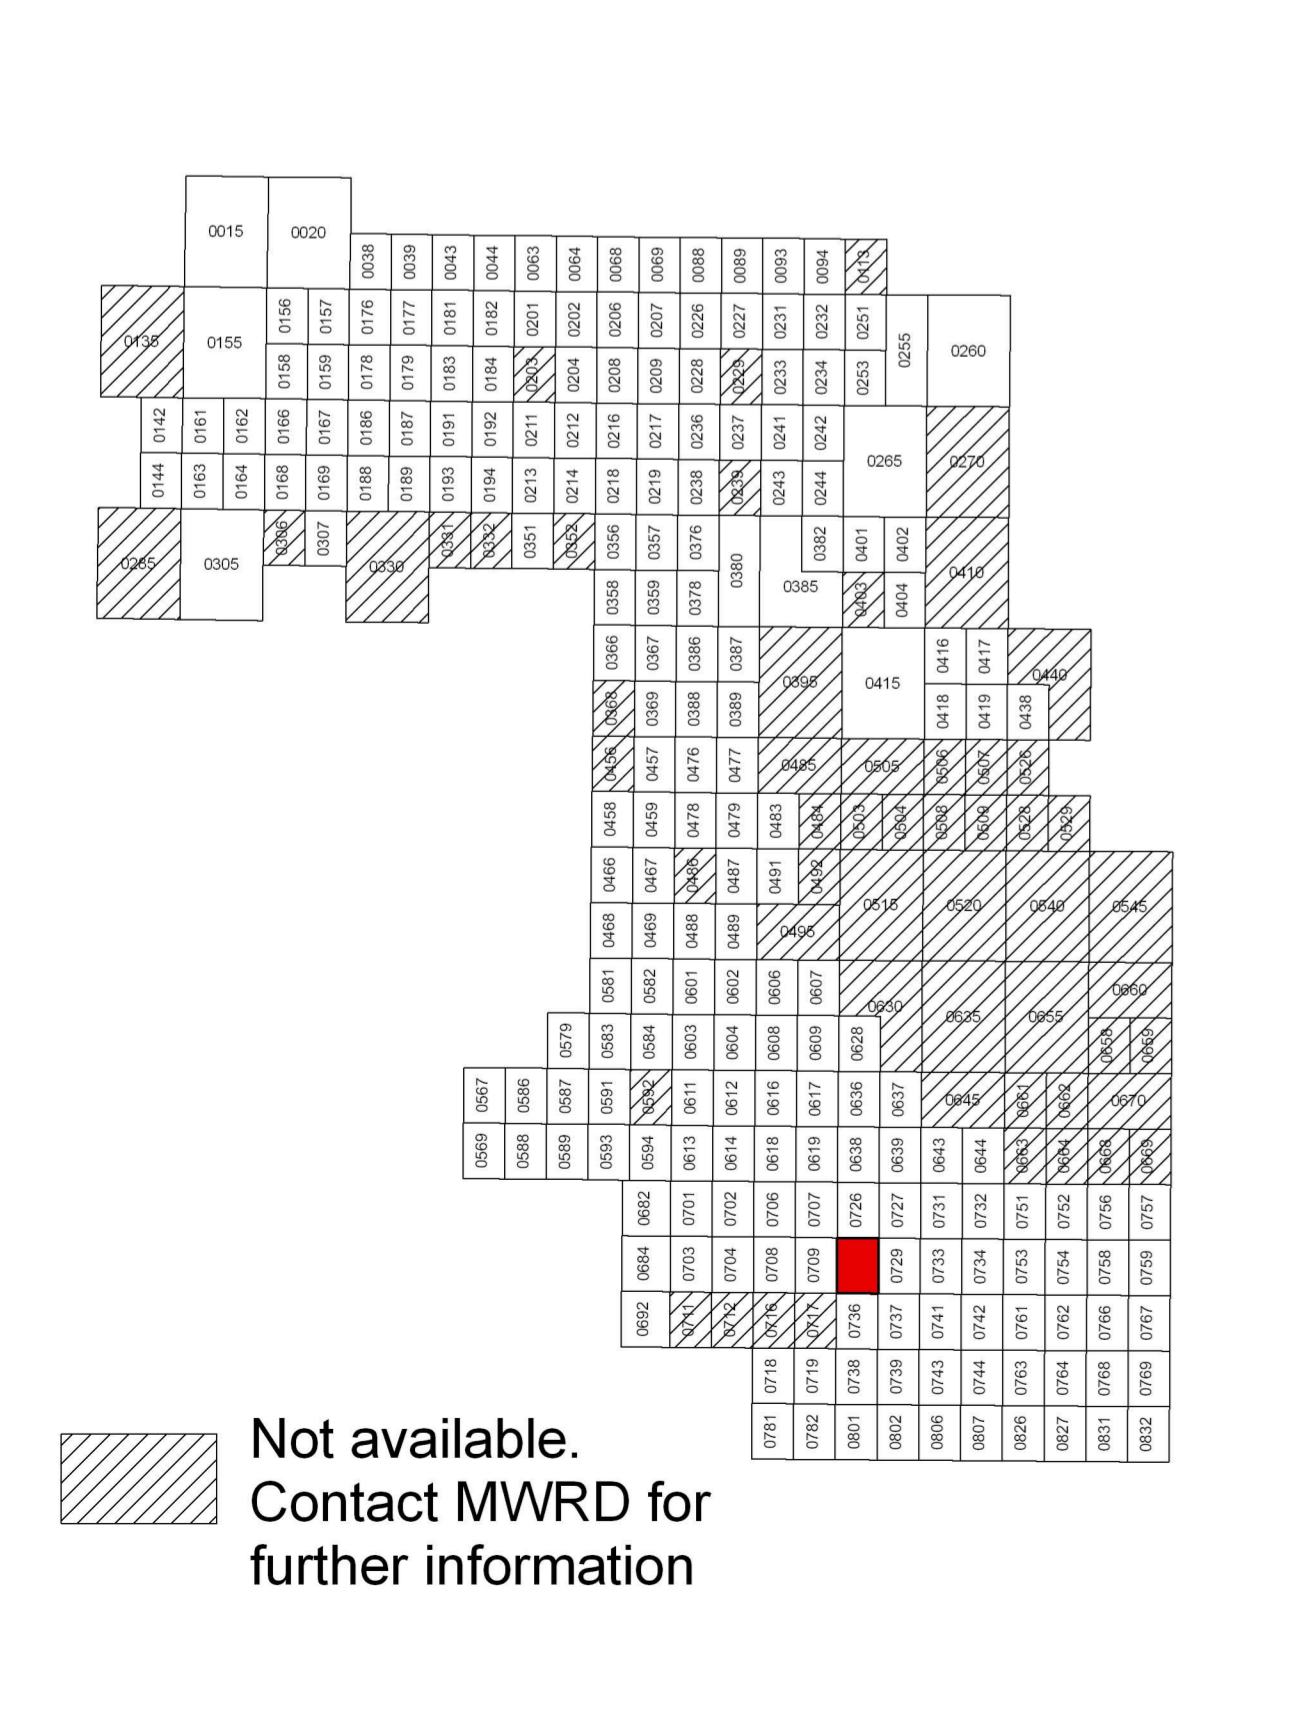 0015 0020
0038 0039 0043 0044 0063 0064 0068 0069 0088 0089 0093 0094 0113
0135 0155 0156 0157 0176 0177 0181 0182 0201 0202 0206 0207 0226 0227 0231 0232 0251 0255 0260
0158 0159 0178 0179 0183 0184 0203 0204 0208 0209 0228 0229 0233 0234 0253
0142 0161 0162 0166 0167 0186 0187 0191 0192 0211 0212 0216 0217 0236 0237 0241 0242 0265 0270
0144 0163 0164 0168 0169 0188 0189 0193 0194 0213 0214 0218 0219 0238 0239 0243 0244
0285 0305 0306 0307 0330 0331 0332 0351 0352 0356 0357 0376 0380 0385 0382 0401 0402 0410
0358 0359 0378 0403 0404
0366 0367 0386 0387 0395 0415 0416 0417 0440
0368 0369 0388 0389 0418 0419 0438
0456 0457 0476 0477 0485 0505 0506 0507 0526
0458 0459 0478 0479 0483 0484 0503 0504 0508 0509 0528 0529
0466 0467 0486 0487 0491 0492 0515 0520 0540 0545
0468 0469 0488 0489 0495
0581 0582 0601 0602 0606 0607 0630 0635 0655 0660
0579 0583 0584 0603 0604 0608 0609 0628 0658 0659
0567 0586 0587 0591 0592 0611 0612 0616 0617 0636 0637 0645 0661 0662 0670
0569 0588 0589 0593 0594 0613 0614 0618 0619 0638 0639 0643 0644 0663 0664 0668 0669
0682 0701 0702 0706 0707 0726 0727 0731 0732 0751 0752 0756 0757
0684 0703 0704 0708 0709 0729 0733 0734 0753 0754 0758 0759
0692 0711 0712 0716 0717 0736 0737 0741 0742 0761 0762 0766 0767
0718 0719 0738 0739 0743 0744 0763 0764 0768 0769
0781 0782 0801 0802 0806 0807 0826 0827 0831 0832
Not available.
Contact MWRD for
further information